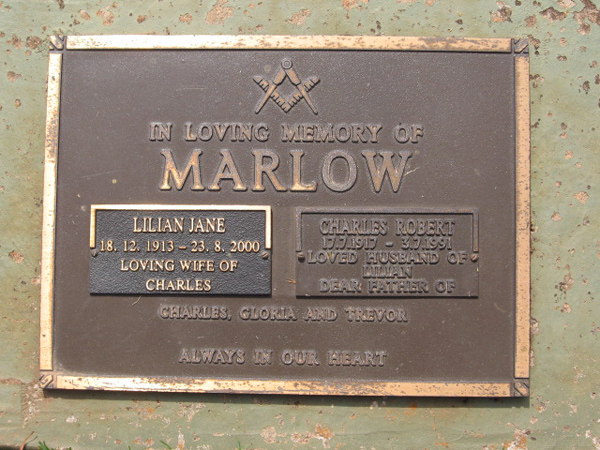 IN LOVING MEMORY OF
MARLOW
LILIAN JANE
18. 12. 1913 – 23. 8. 2000
LOVING WIFE OF
CHARLES
CHARLES ROBERT
17.7.1917 – 3.7.1991
LOVED HUSBAND OF
LILIAN
DEAR FATHER OF
CHARLES, GLORIA AND TREVOR
ALWAYS IN OUR HEART